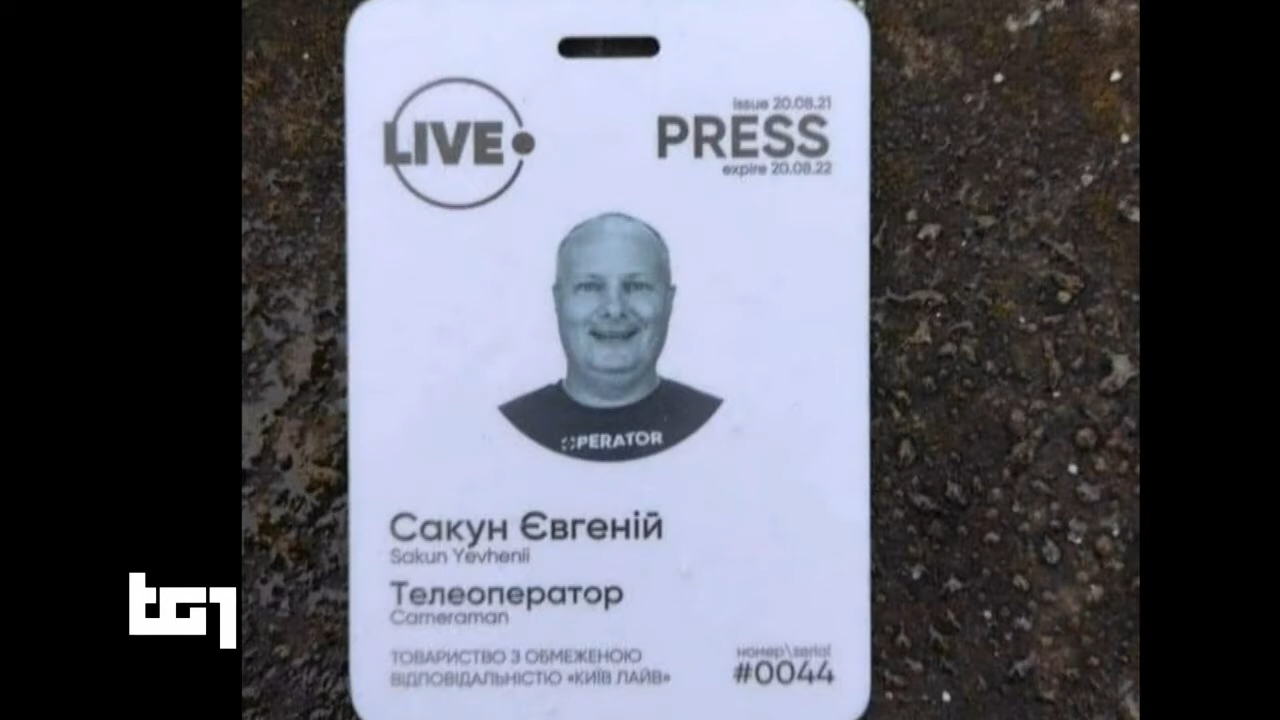 LIVE
issue 20.08.21
PRESS
expire 20.08.22
OPERATOR
Сакун Євгеній
Sakun Yevhenii
Телеоператор
Cameraman
ТОВАРИСТВО З ОБМЕЖЕНОЮ
ВІДПОВІДАЛЬНІСТЮ «КИЇВ ЛАЙВ»
номер\serial
#0044
tg1